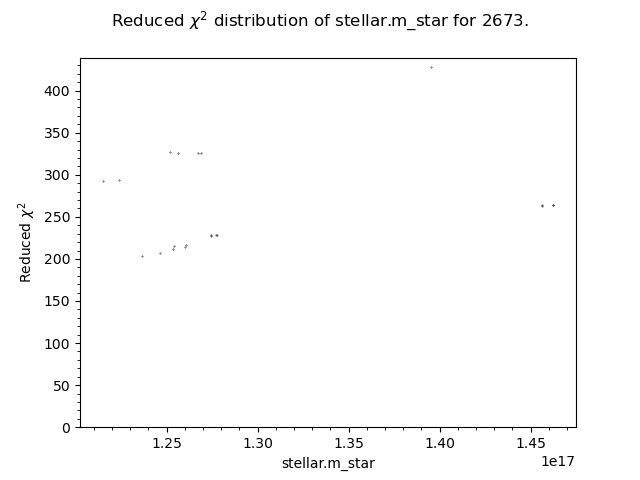 Reduced χ² distribution of stellar.m_star for 2673.
400
350
300
250
200
150
100
50
0
Reduced χ²
1.25 1.30 1.35 1.40 1.45
1e17
stellar.m_star